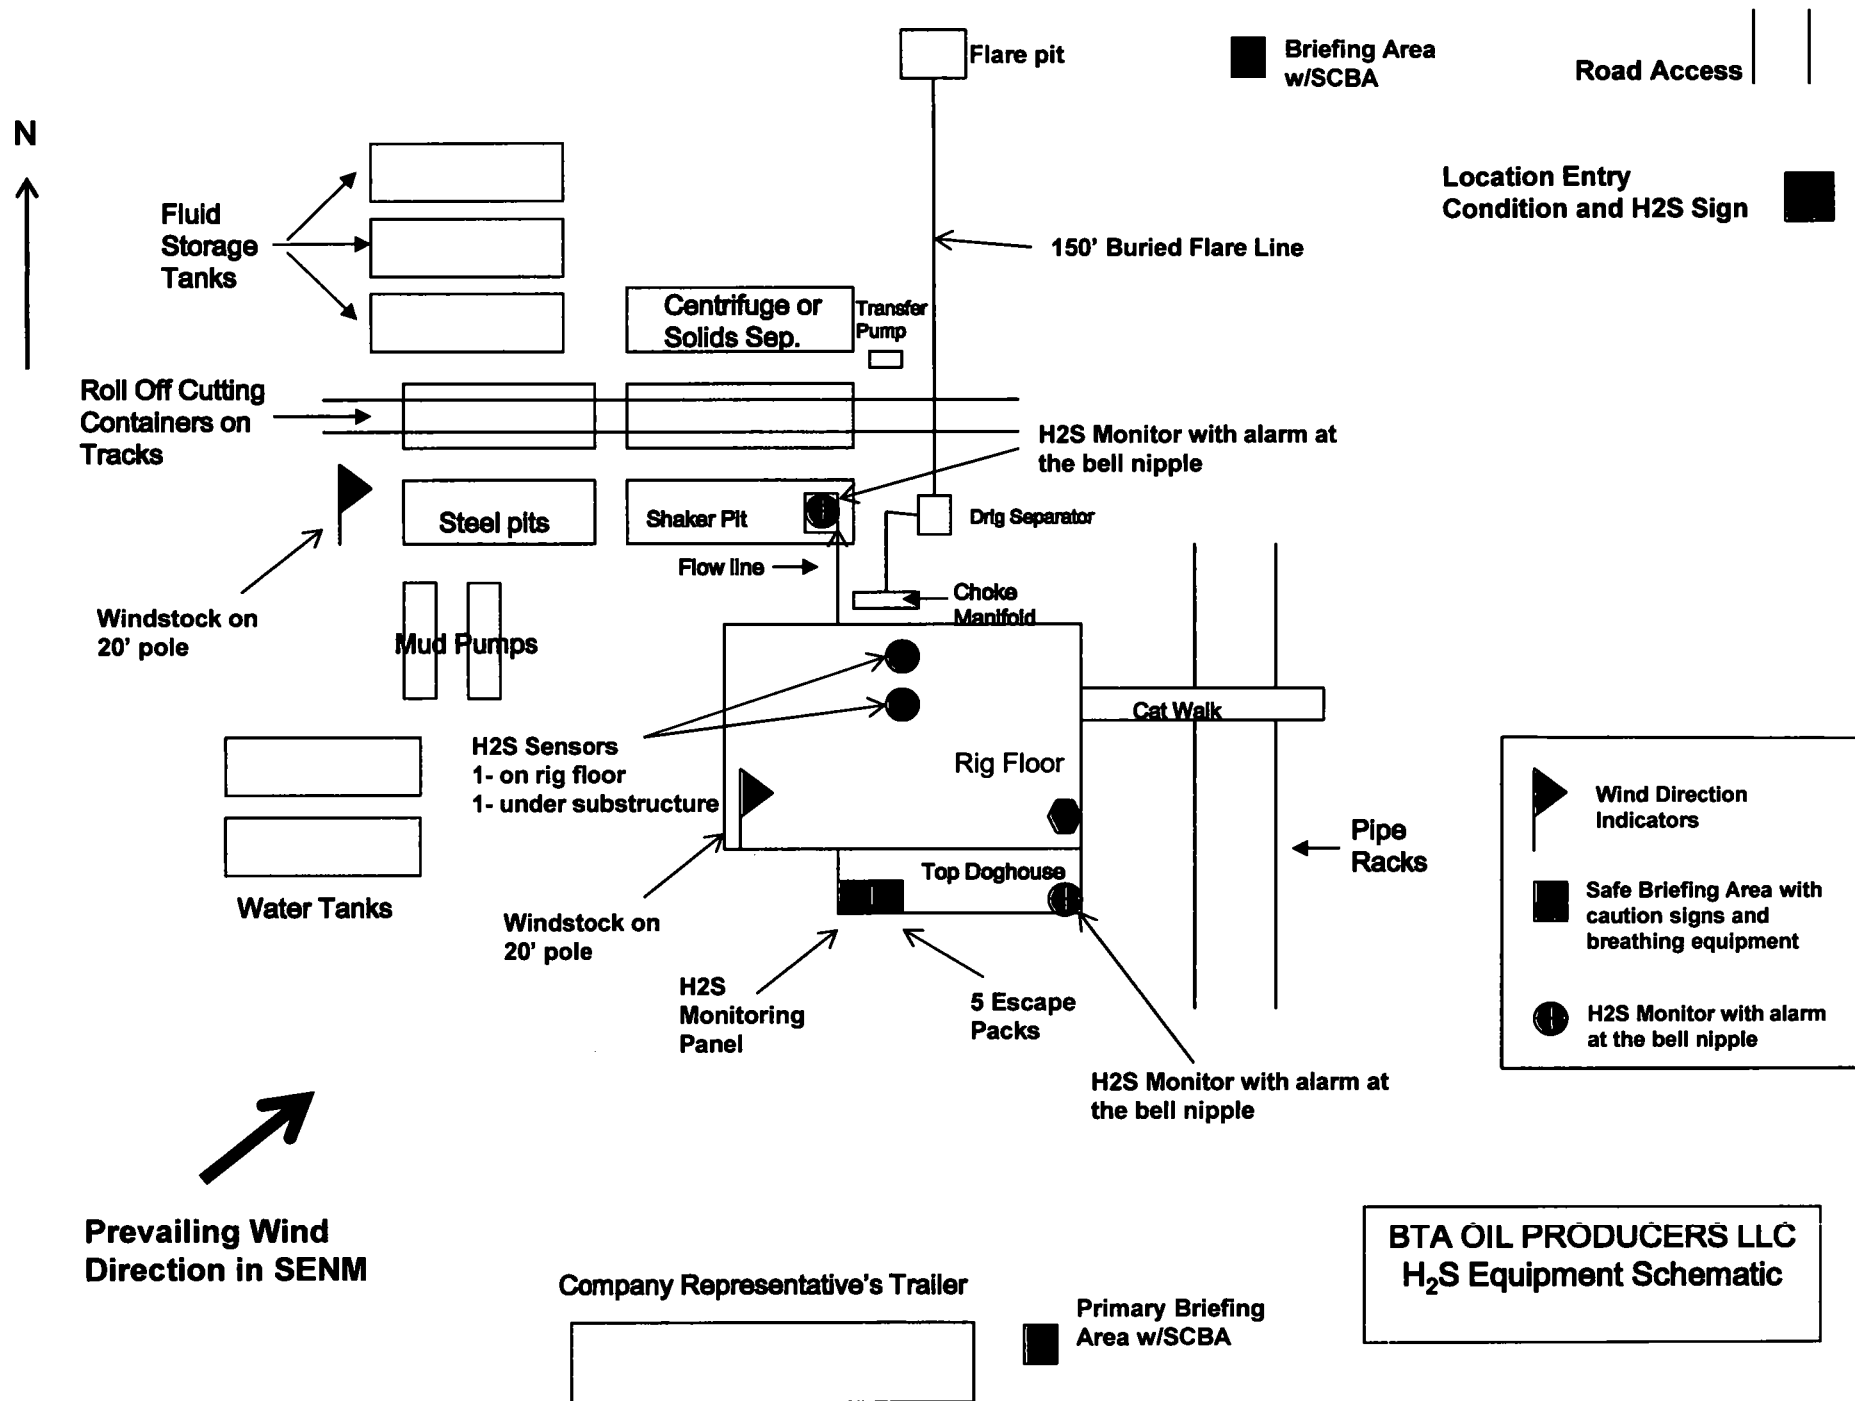 Flare pit
Briefing Area
w/SCBA
Road Access
N
Location Entry
Condition and H2S Sign
Fluid
Storage
Tanks
150' Buried Flare Line
Centrifuge or
Solids Sep.
Transfer
Pump
Roll Off Cutting
Containers on
Tracks
H2S Monitor with alarm at
the bell nipple
Steel pits
Shaker Pit
Drlg Separator
Flow line
Choke
Manifold
Windstock on
20' pole
Mud Pumps
Cat Walk
H2S Sensors
1- on rig floor
1- under substructure
Rig Floor
Wind Direction
Indicators
Pipe
Racks
Top Doghouse
Safe Briefing Area with
caution signs and
breathing equipment
Water Tanks
Windstock on
20' pole
H2S
Monitoring
Panel
5 Escape
Packs
H2S Monitor with alarm
at the bell nipple
H2S Monitor with alarm at
the bell nipple
Prevailing Wind
Direction in SENM
BTA OIL PRODUCERS LLC
H₂S Equipment Schematic
Company Representative's Trailer
Primary Briefing
Area w/SCBA